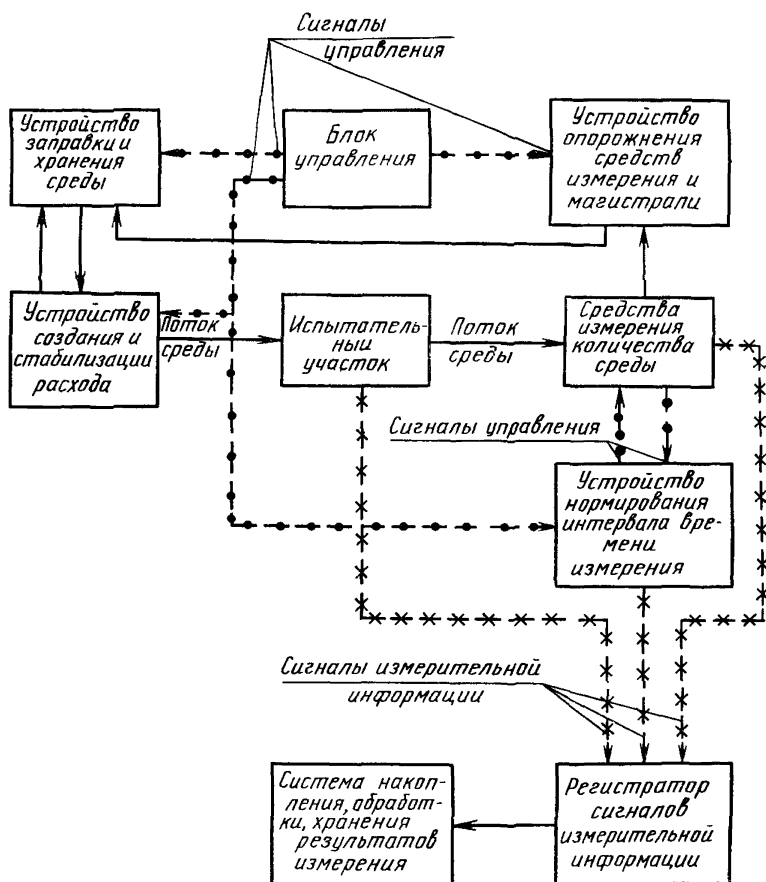 Сигналы
управления
Устройство
заправки и
хранения
среды
Блок
управления
Устройство
опорожнения
средств
измерения и
магистрали
Устройство
создания и
стабилизации
расхода
Поток
среды
Испытатель-
ный
участок
Поток
среды
Средства
измерения
количества
среды
Сигналы управления
Устройство
нормирования
интервала вре-
мени
измерения
Сигналы измерительной
информации
Система накоп-
ления, обработ-
ки, хранения
результатов
измерения
Регистратор
сигналов
измерительной
информации